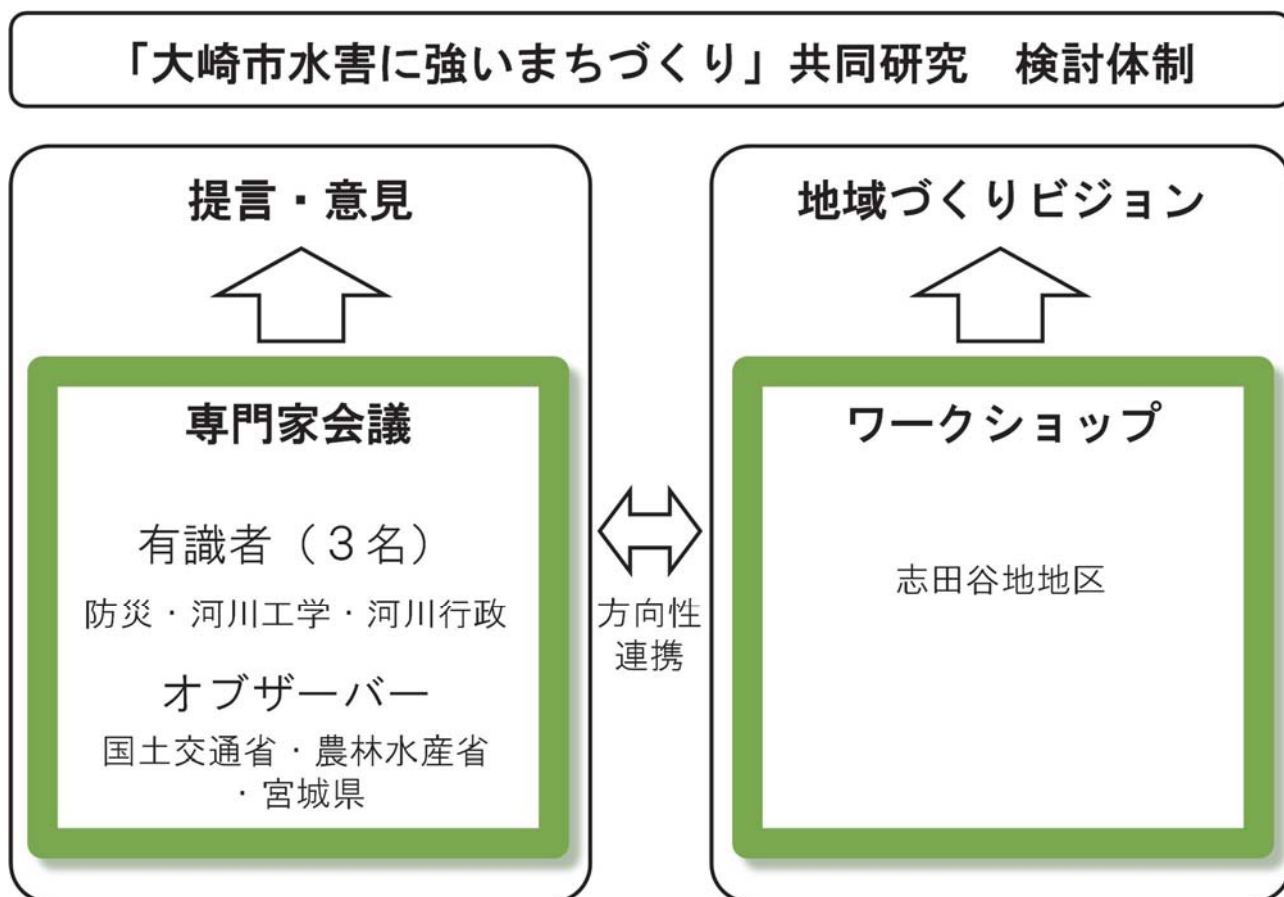 「大崎市水害に強いまちづくり」共同研究　検討体制
提言・意見
専門家会議
有識者（３名）
防災・河川工学・河川行政
オブザーバー
国土交通省・農林水産省
・宮城県
方向性
連携
地域づくりビジョン
ワークショップ
志田谷地地区